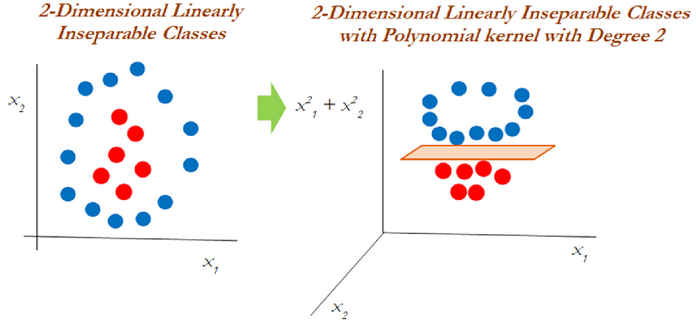 2-Dimensional Linearly
Inseparable Classes
x₂
x₁
2-Dimensional Linearly Inseparable Classes
with Polynomial kernel with Degree 2
x²₁ + x²₂
x₁
x₂